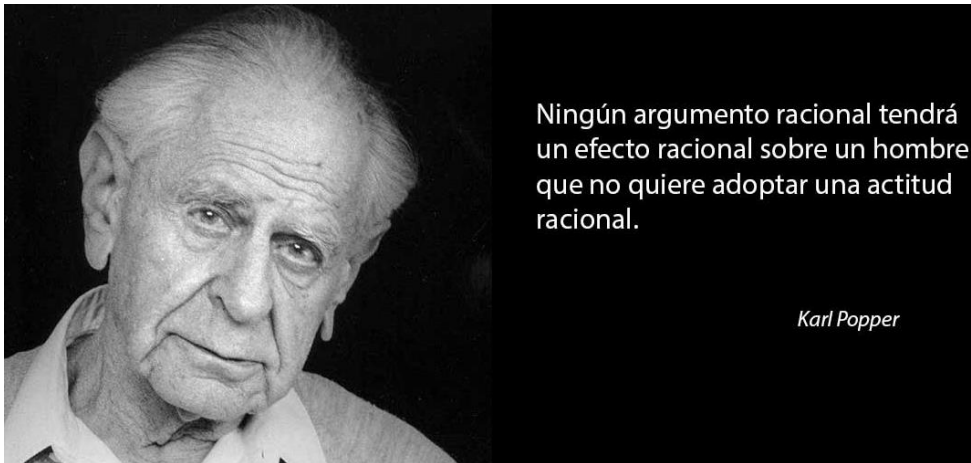 Ningún argumento racional tendrá
un efecto racional sobre un hombre
que no quiere adoptar una actitud
racional.
Karl Popper